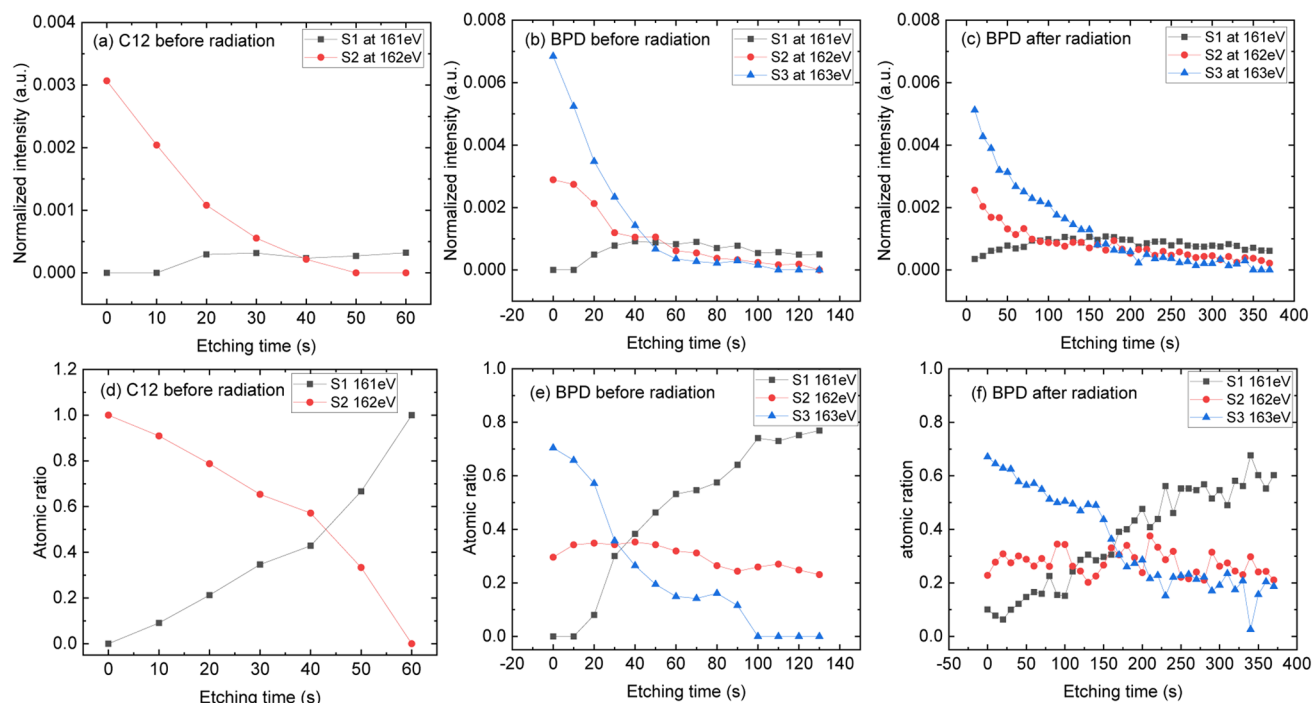 (a) C12 before radiation
S1 at 161eV
S2 at 162eV
0.004
0.003
0.002
0.001
0.000
Normalized intensity (a.u.)
0 10 20 30 40 50 60
Etching time (s)
(b) BPD before radiation
S1 at 161eV
S2 at 162eV
S3 at 163eV
0.008
0.006
0.004
0.002
0.000
Normalized intensity (a.u.)
-20 0 20 40 60 80 100 120 140
Etching time (s)
(c) BPD after radiation
S1 at 161eV
S2 at 162eV
S3 at 163eV
0.008
0.006
0.004
0.002
0.000
Normalized intensity (a.u.)
0 50 100 150 200 250 300 350 400
Etching time (s)
(d) C12 before radiation
S1 161eV
S2 162eV
1.2
1.0
0.8
0.6
0.4
0.2
0.0
Atomic ratio
0 10 20 30 40 50 60
Etching time (s)
(e) BPD before radiation
S1 161eV
S2 162eV
S3 163eV
1.0
0.8
0.6
0.4
0.2
0.0
Atomic ratio
-20 0 20 40 60 80 100 120 140
Etching time (s)
(f) BPD after radiation
S1 161eV
S2 162eV
S3 163eV
1.0
0.8
0.6
0.4
0.2
0.0
atomic ration
-50 0 50 100 150 200 250 300 350 400
Etching time (s)